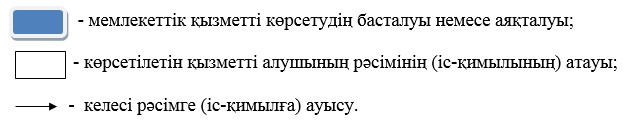 - мемлекеттік қызметті көрсетудің басталуы немесе аяқталуы;
- көрсетілетін қызметті алушының рәсімінің (іс-қимылының) атауы;
- келесі рәсімге (іс-қимылға) ауысу.